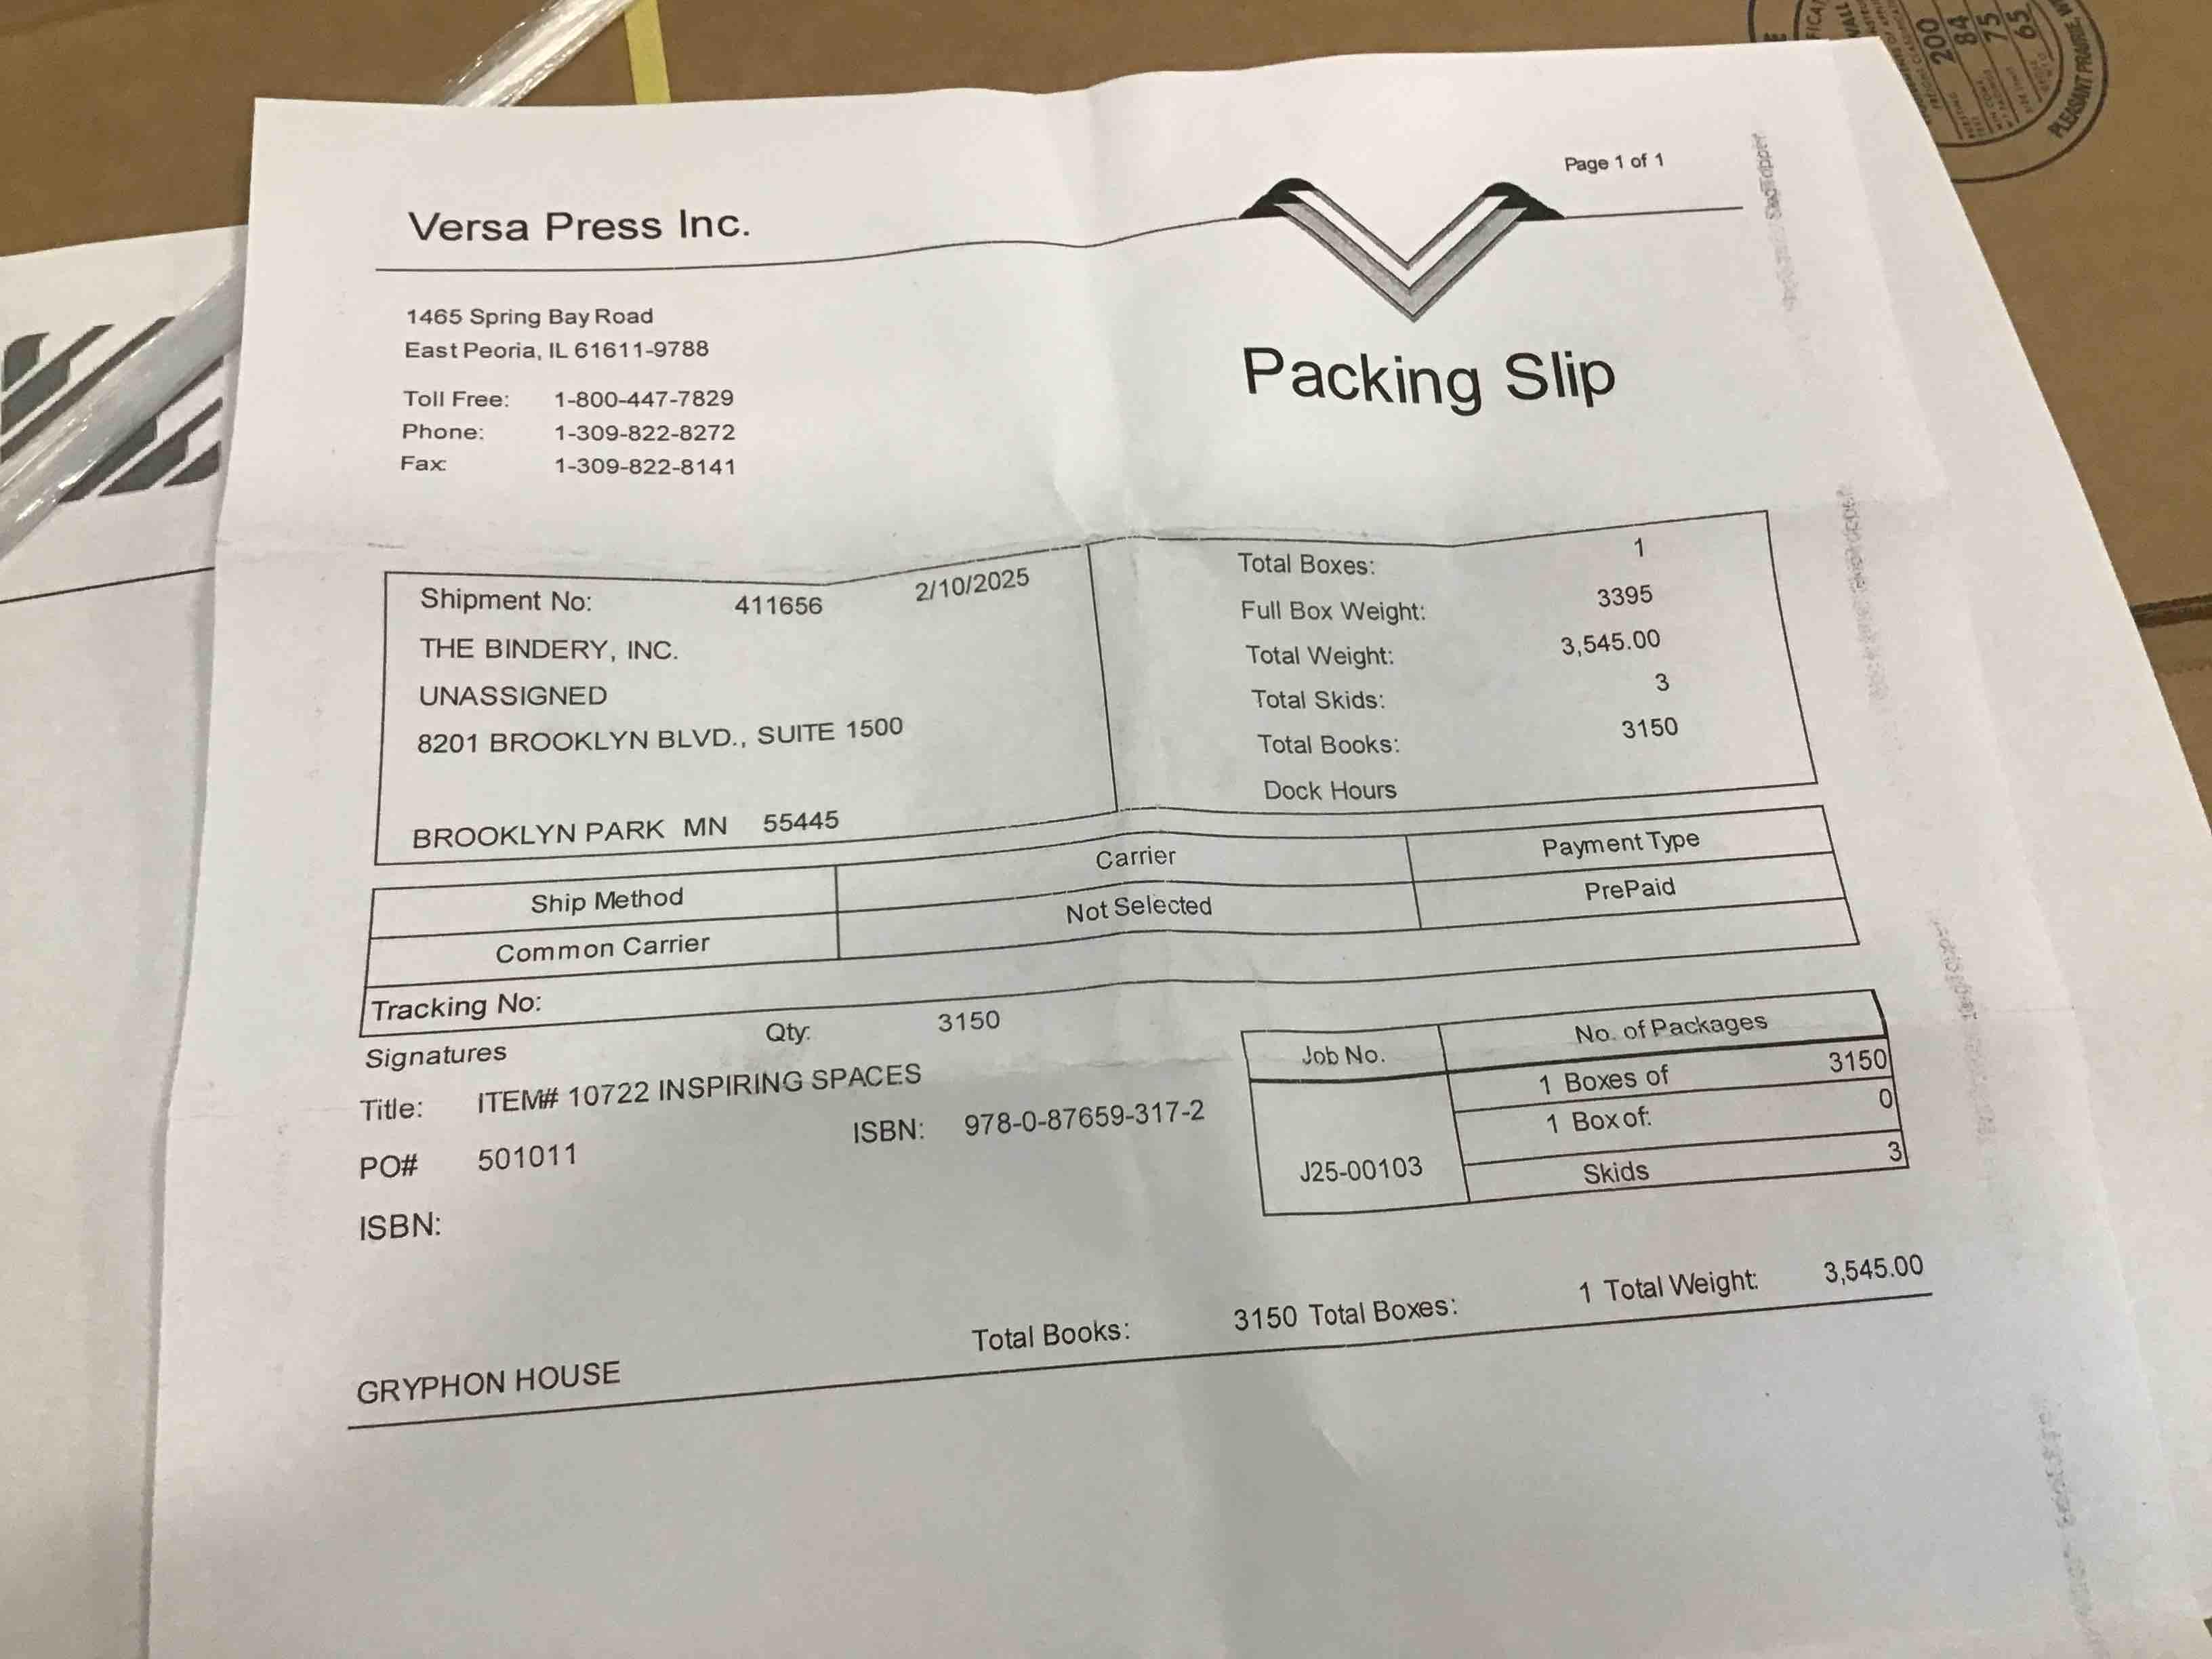 Page 1 of 1
Versa Press Inc.
1465 Spring Bay Road
East Peoria, IL 61611-9788
Toll Free: 1-800-447-7829
Phone: 1-309-822-8272
Fax: 1-309-822-8141
Packing Slip
Shipment No: 411656 2/10/2025
THE BINDERY, INC.
UNASSIGNED
8201 BROOKLYN BLVD., SUITE 1500
BROOKLYN PARK MN 55445
Total Boxes: 1
Full Box Weight: 3395
Total Weight: 3,545.00
Total Skids: 3
Total Books: 3150
Dock Hours
Ship Method Carrier Payment Type
Common Carrier Not Selected PrePaid
Tracking No:
Signatures Qty: 3150
Title: ITEM# 10722 INSPIRING SPACES
PO# 501011 ISBN: 978-0-87659-317-2
ISBN:
Job No. No. of Packages
1 Boxes of 3150
1 Box of: 0
J25-00103 Skids 3
Total Books: 3150 Total Boxes: 1 Total Weight: 3,545.00
GRYPHON HOUSE
200
84
75
65
PLEASANT PRAIRIE, W